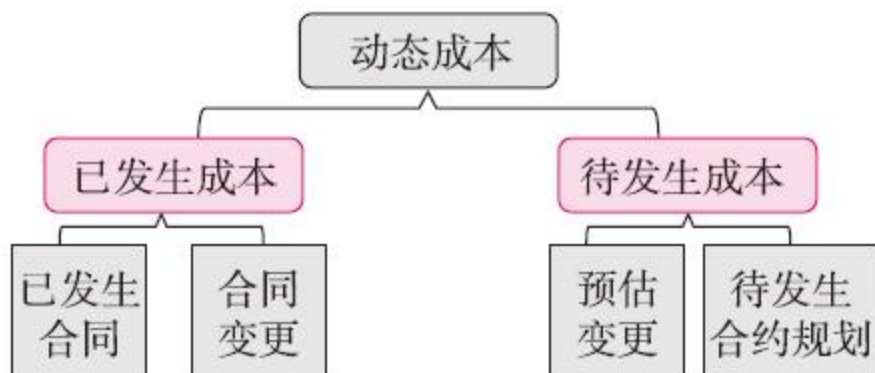 动态成本
已发生成本
待发生成本
已发生
合同
合同
变更
预估
变更
待发生
合约规划